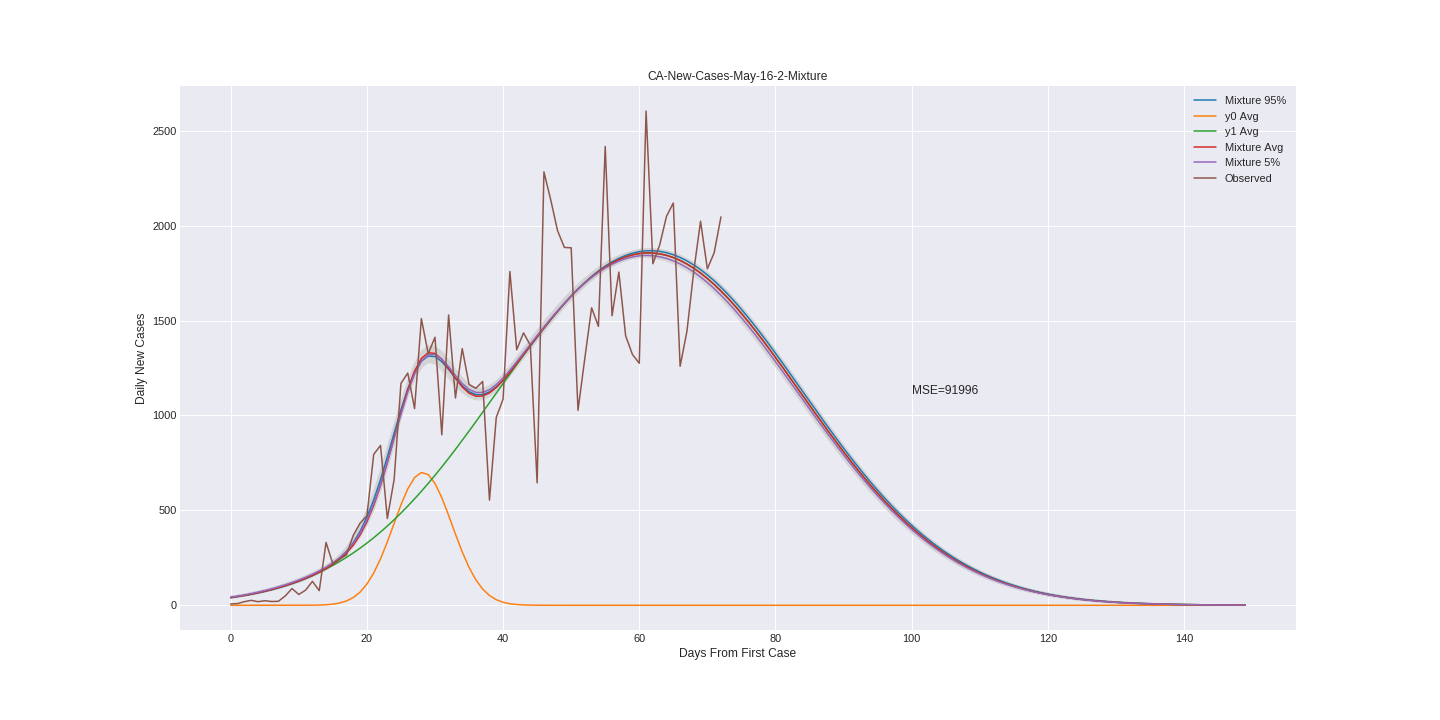 CA-New-Cases-May-16-2-Mixture
Mixture 95%
y0 Avg
y1 Avg
Mixture Avg
Mixture 5%
Observed
Daily New Cases
2500
2000
1500
1000
500
0
MSE=91996
0 20 40 60 80 100 120 140
Days From First Case